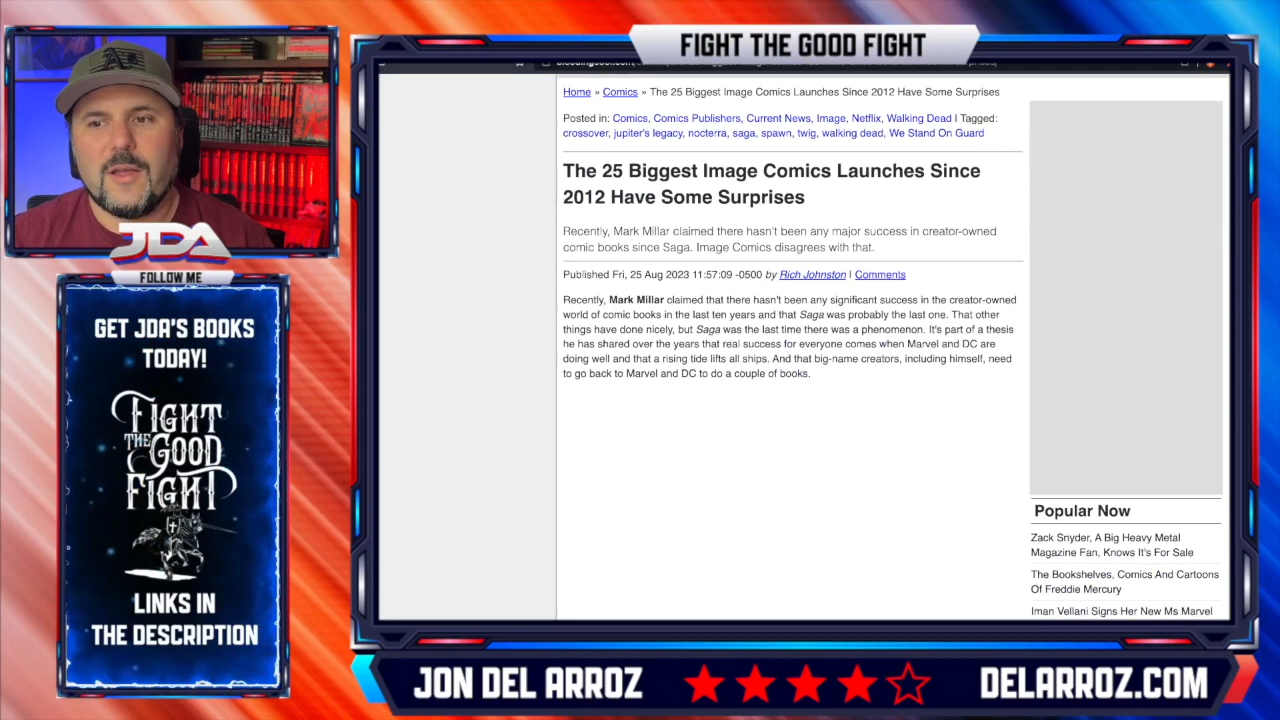 FIGHT THE GOOD FIGHT
Home » Comics » The 25 Biggest Image Comics Launches Since 2012 Have Some Surprises
Posted in: Comics, Comics Publishers, Current News, Image, Netflix, Walking Dead | Tagged:
crossover, jupiter's legacy, nocterra, saga, spawn, twig, walking dead, We Stand On Guard
The 25 Biggest Image Comics Launches Since
2012 Have Some Surprises
Recently, Mark Millar claimed there hasn't been any major success in creator-owned
comic books since Saga. Image Comics disagrees with that.
Published Fri, 25 Aug 2023 11:57:09 -0500 by Rich Johnston | Comments
Recently, Mark Millar claimed that there hasn't been any significant success in the creator-owned
world of comic books in the last ten years and that Saga was probably the last one. That other
things have done nicely, but Saga was the last time there was a phenomenon. It's part of a thesis
he has shared over the years that real success for everyone comes when Marvel and DC are
doing well and that a rising tide lifts all ships. And that big-name creators, including himself, need
to go back to Marvel and DC to do a couple of books.
Popular Now
Zack Snyder, A Big Heavy Metal
Magazine Fan, Knows It's For Sale
The Bookshelves, Comics And Cartoons
Of Freddie Mercury
Iman Vellani Signs Her New Ms Marvel
JDA
FOLLOW ME
GET JDA'S BOOKS
TODAY!
FIGHT
THE GOOD
FIGHT
LINKS IN
THE DESCRIPTION
JON DEL ARROZ
DELARROZ.COM